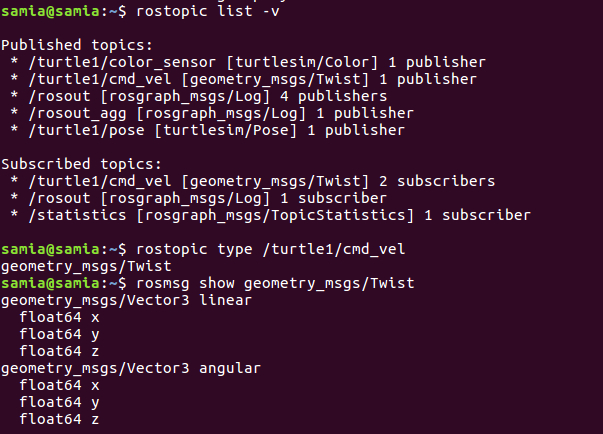 samia@samia:~$ rostopic list -v
Published topics:
 * /turtle1/color_sensor [turtlesim/Color] 1 publisher
 * /turtle1/cmd_vel [geometry_msgs/Twist] 1 publisher
 * /rosout [rosgraph_msgs/Log] 4 publishers
 * /rosout_agg [rosgraph_msgs/Log] 1 publisher
 * /turtle1/pose [turtlesim/Pose] 1 publisher
Subscribed topics:
 * /turtle1/cmd_vel [geometry_msgs/Twist] 2 subscribers
 * /rosout [rosgraph_msgs/Log] 1 subscriber
 * /statistics [rosgraph_msgs/TopicStatistics] 1 subscriber
samia@samia:~$ rostopic type /turtle1/cmd_vel
geometry_msgs/Twist
samia@samia:~$ rosmsg show geometry_msgs/Twist
geometry_msgs/Vector3 linear
  float64 x
  float64 y
  float64 z
geometry_msgs/Vector3 angular
  float64 x
  float64 y
  float64 z